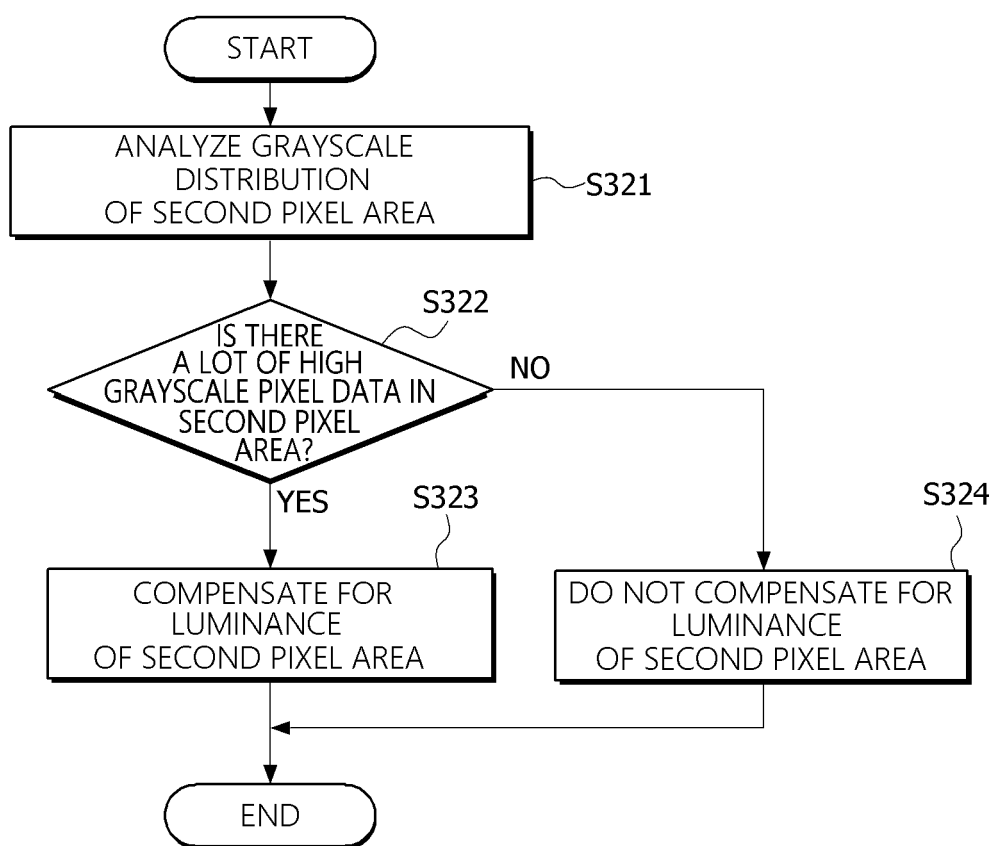 START
ANALYZE GRAYSCALE
DISTRIBUTION
OF SECOND PIXEL AREA
S321
S322
IS THERE
A LOT OF HIGH
GRAYSCALE PIXEL DATA IN
SECOND PIXEL
AREA?
NO
YES
S323
S324
COMPENSATE FOR
LUMINANCE
OF SECOND PIXEL AREA
DO NOT COMPENSATE FOR
LUMINANCE
OF SECOND PIXEL AREA
END